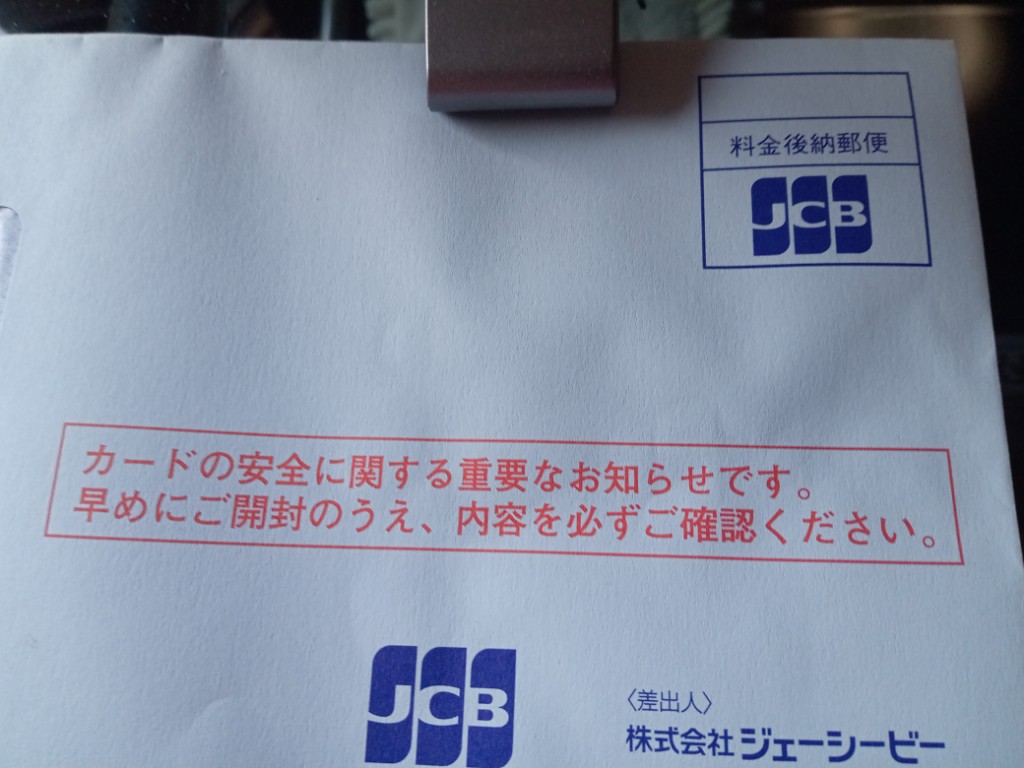 料金後納郵便
JCB
カードの安全に関する重要なお知らせです。
早めにご開封のうえ、内容を必ずご確認ください。
JCB
〈差出人〉
株式会社ジェーシービー